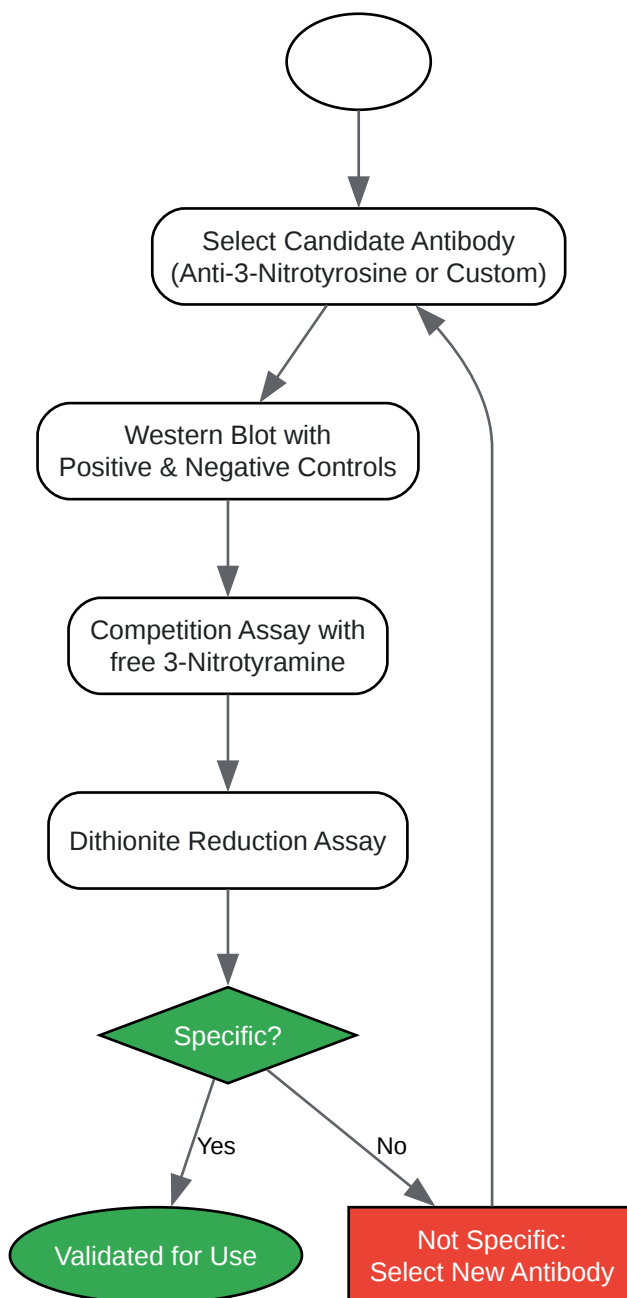 Select Candidate Antibody
(Anti-3-Nitrotyrosine or Custom)
Western Blot with
Positive & Negative Controls
Competition Assay with
free 3-Nitrotyramine
Dithionite Reduction Assay
Specific?
Yes
No
Validated for Use
Not Specific:
Select New Antibody